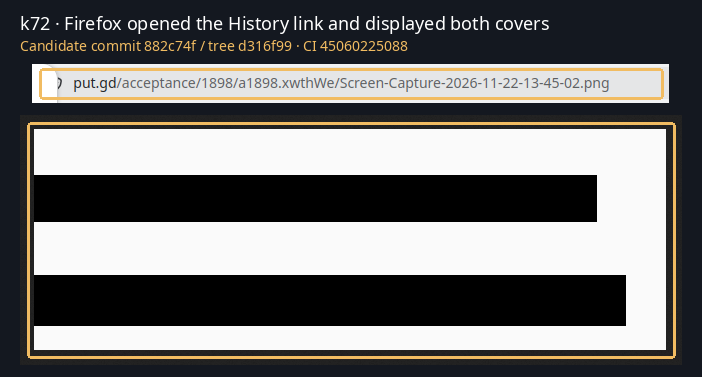 k72 · Firefox opened the History link and displayed both covers
Candidate commit 882c74f / tree d316f99 · CI 45060225088
put.gd/acceptance/1898/a1898.xwthWe/Screen-Capture-2026-11-22-13-45-02.png